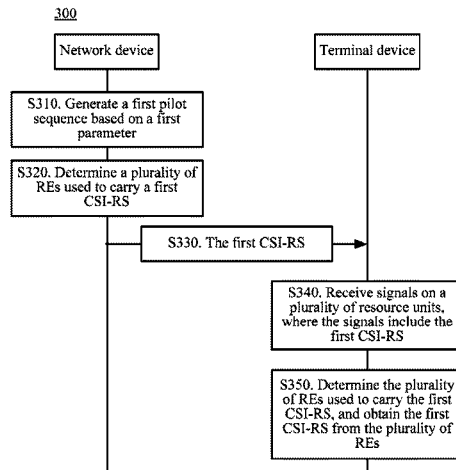 300
Network device
Terminal device
S310. Generate a first pilot
sequence based on a first
parameter
S320. Determine a plurality of
REs used to carry a first
CSI-RS
S330. The first CSI-RS
S340. Receive signals on a
plurality of resource units,
where the signals include the
first CSI-RS
S350. Determine the plurality
of REs used to carry the first
CSI-RS, and obtain the first
CSI-RS from the plurality of
REs